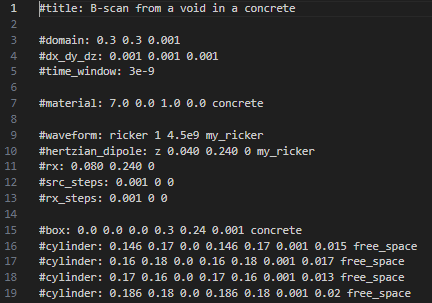 1 #title: B-scan from a void in a concrete
2
3 #domain: 0.3 0.3 0.001
4 #dx_dy_dz: 0.001 0.001 0.001
5 #time_window: 3e-9
6
7 #material: 7.0 0.0 1.0 0.0 concrete
8
9 #waveform: ricker 1 4.5e9 my_ricker
10 #hertzian_dipole: z 0.040 0.240 0 my_ricker
11 #rx: 0.080 0.240 0
12 #src_steps: 0.001 0 0
13 #rx_steps: 0.001 0 0
14
15 #box: 0.0 0.0 0.0 0.3 0.24 0.001 concrete
16 #cylinder: 0.146 0.17 0.0 0.146 0.17 0.001 0.015 free_space
17 #cylinder: 0.16 0.18 0.0 0.16 0.18 0.001 0.017 free_space
18 #cylinder: 0.17 0.16 0.0 0.17 0.16 0.001 0.013 free_space
19 #cylinder: 0.186 0.18 0.0 0.186 0.18 0.001 0.02 free_space